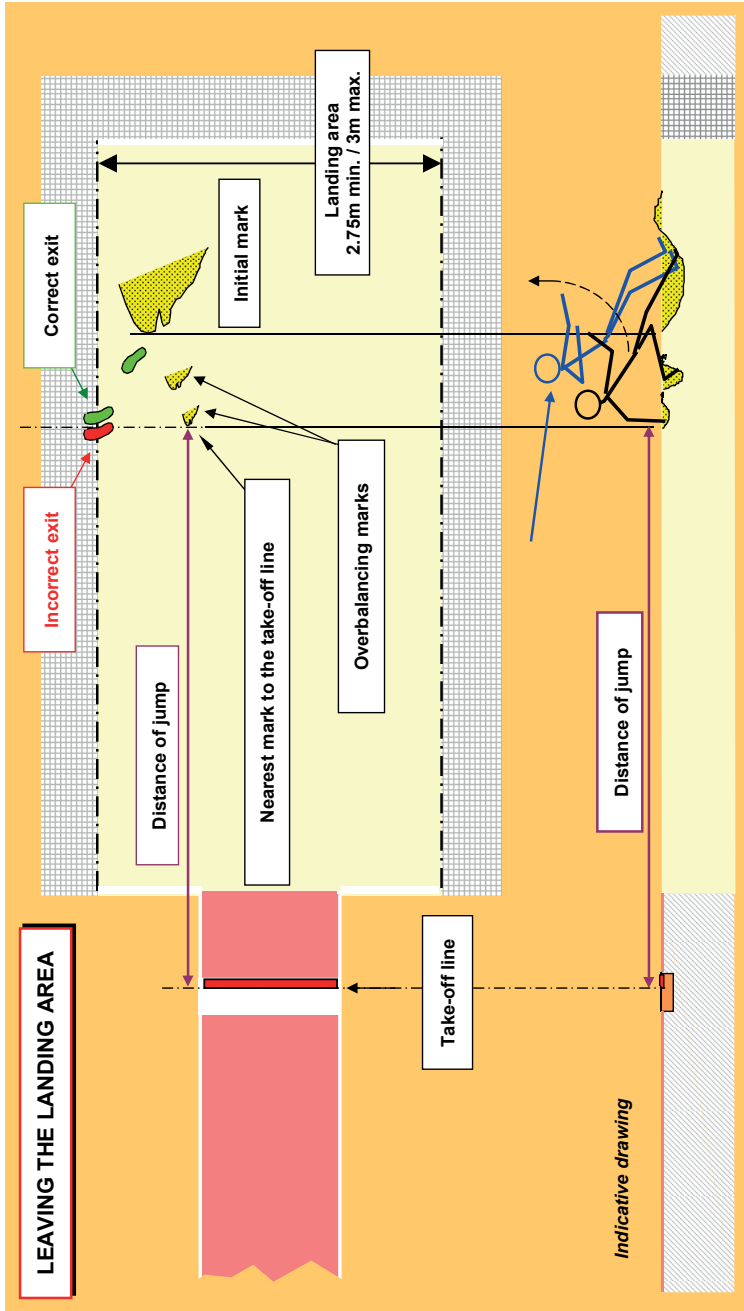 LEAVING THE LANDING AREA
Incorrect exit
Correct exit
Distance of jump
Initial mark
Landing area
2.75m min. / 3m max.
Nearest mark to the take-off line
Overbalancing marks
Take-off line
Distance of jump
Indicative drawing